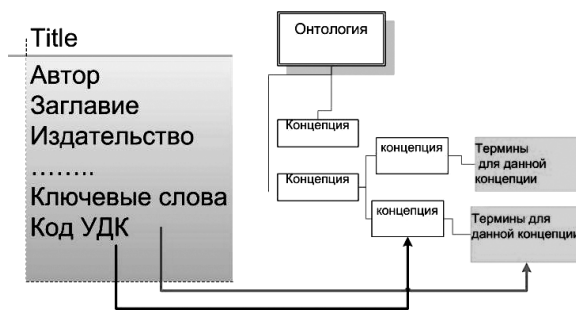 Title
Автор
Заглавие
Издательство
........
Ключевые слова
Код УДК
Онтология
Концепция
Концепция
концепция
Термины
для данной
концепции
концепция
Термины для
данной концепции